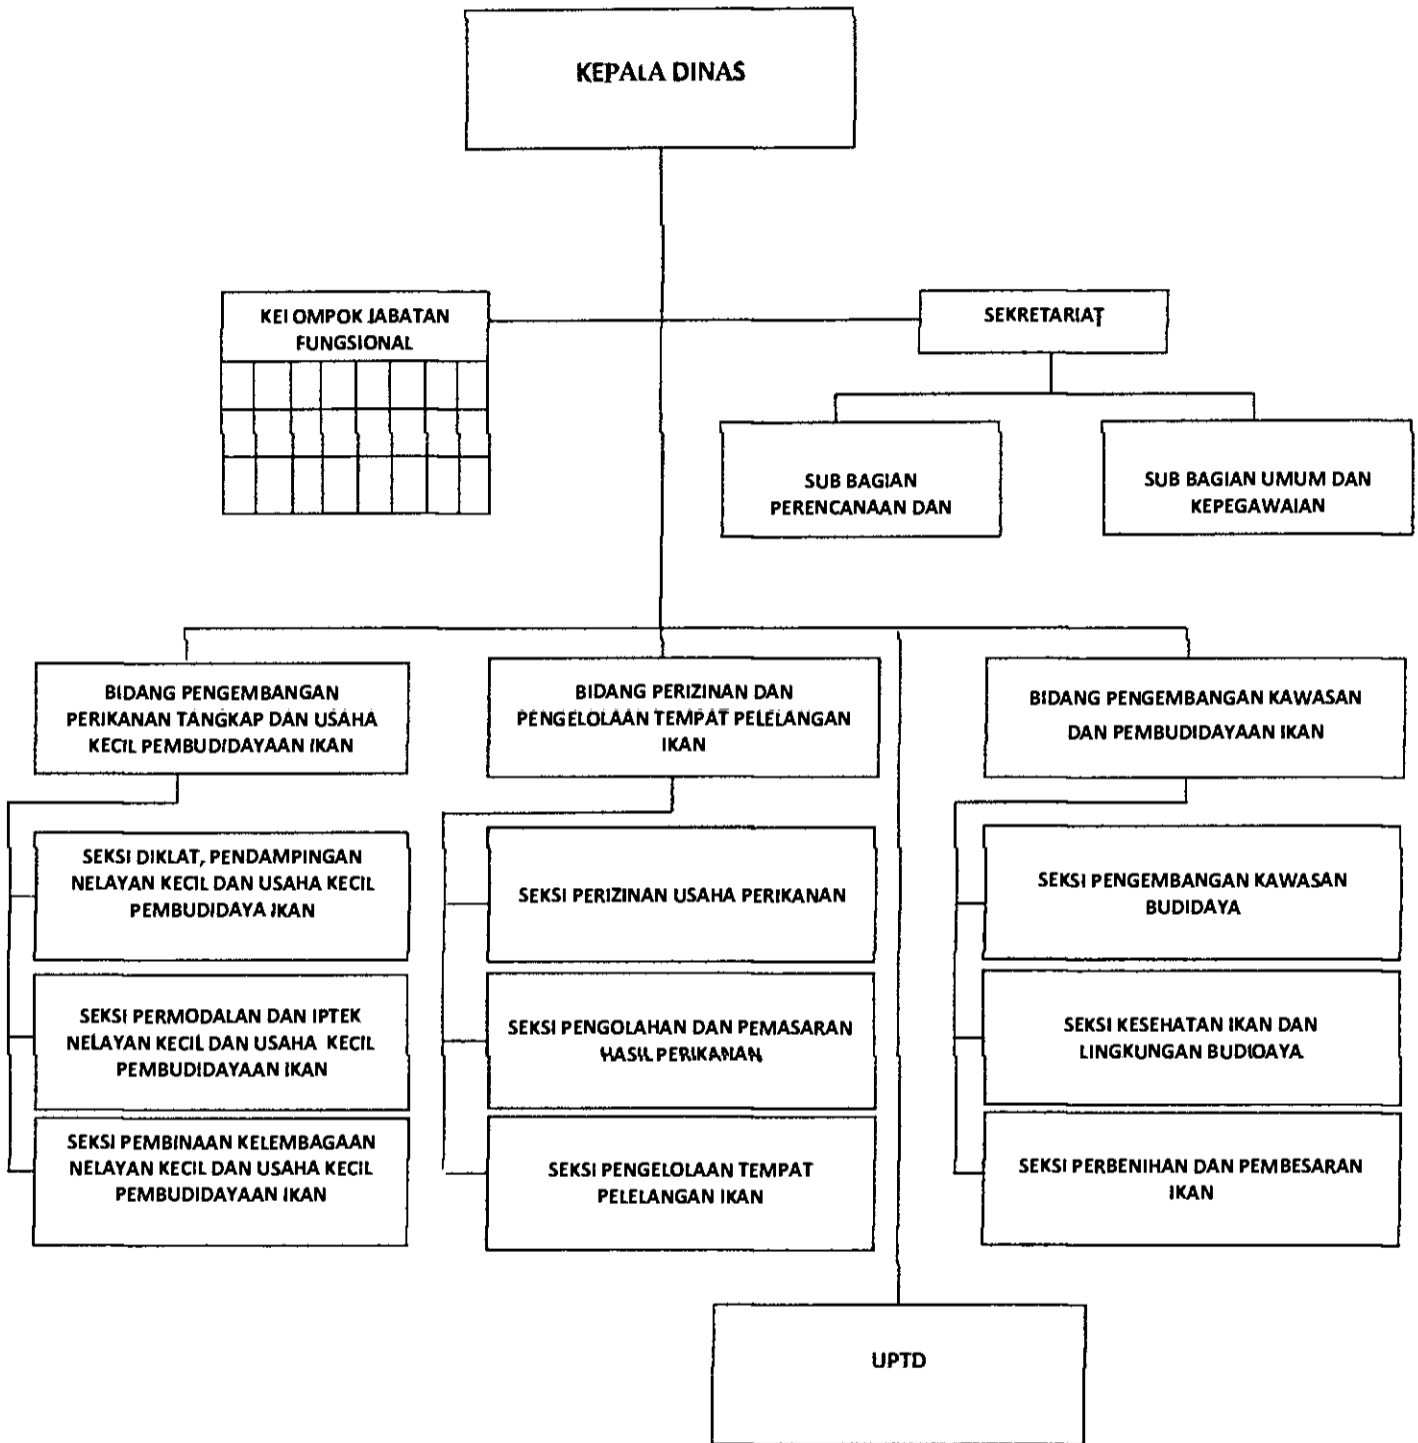 KEPALA DINAS
KEI OMPOK JABATAN
FUNGSIONAL
SEKRETARIAT
SUB BAGIAN
PERENCANAAN DAN
SUB BAGIAN UMUM DAN
KEPEGAWAIAN
BIDANG PENGEMBANGAN
PERIKANAN TANGKAP DAN USAHA
KECIL PEMBUDIDAYAAN IKAN
BIDANG PERIZINAN DAN
PENGELOLAAN TEMPAT PELELANGAN
IKAN
BIDANG PENGEMBANGAN KAWASAN
DAN PEMBUDIDAYAAN IKAN
SEKSI DIKLAT, PENDAMPINGAN
NELAYAN KECIL DAN USAHA KECIL
PEMBUDIDAYA IKAN
SEKSI PERMODALAN DAN IPTEK
NELAYAN KECIL DAN USAHA KECIL
PEMBUDIDAYAAN IKAN
SEKSI PEMBINAAN KELEMBAGAAN
NELAYAN KECIL DAN USAHA KECIL
PEMBUDIDAYAAN IKAN
SEKSI PERIZINAN USAHA PERIKANAN
SEKSI PENGOLAHAN DAN PEMASARAN
HASIL PERIKANAN
SEKSI PENGELOLAAN TEMPAT
PELELANGAN IKAN
SEKSI PENGEMBANGAN KAWASAN
BUDIDAYA
SEKSI KESEHATAN IKAN DAN
LINGKUNGAN BUDIOAYA
SEKSI PERBENIHAN DAN PEMBESARAN
IKAN
UPTD